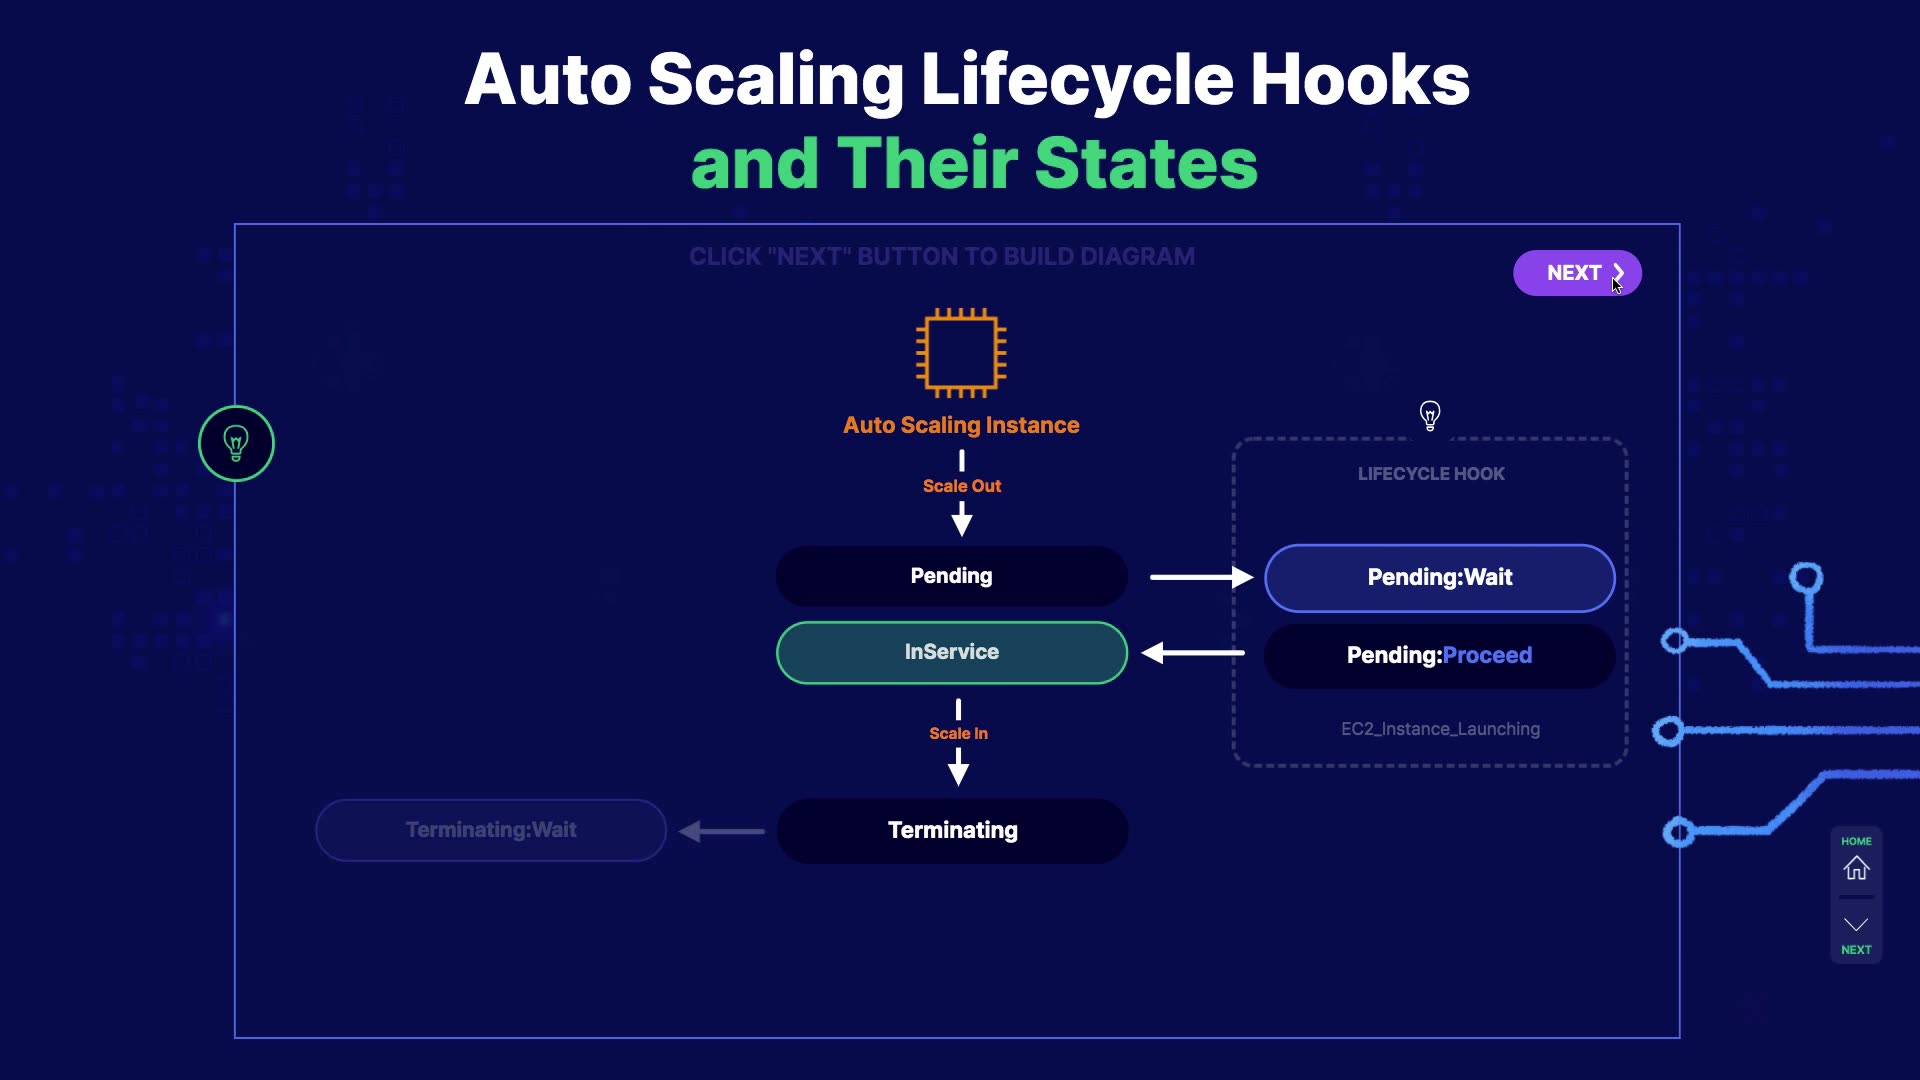 Auto Scaling Lifecycle Hooks
and Their States
CLICK "NEXT" BUTTON TO BUILD DIAGRAM
NEXT
Auto Scaling Instance
Scale Out
LIFECYCLE HOOK
Pending
Pending:Wait
InService
Pending:Proceed
Scale In
EC2_Instance_Launching
Terminating:Wait
Terminating
HOME
NEXT